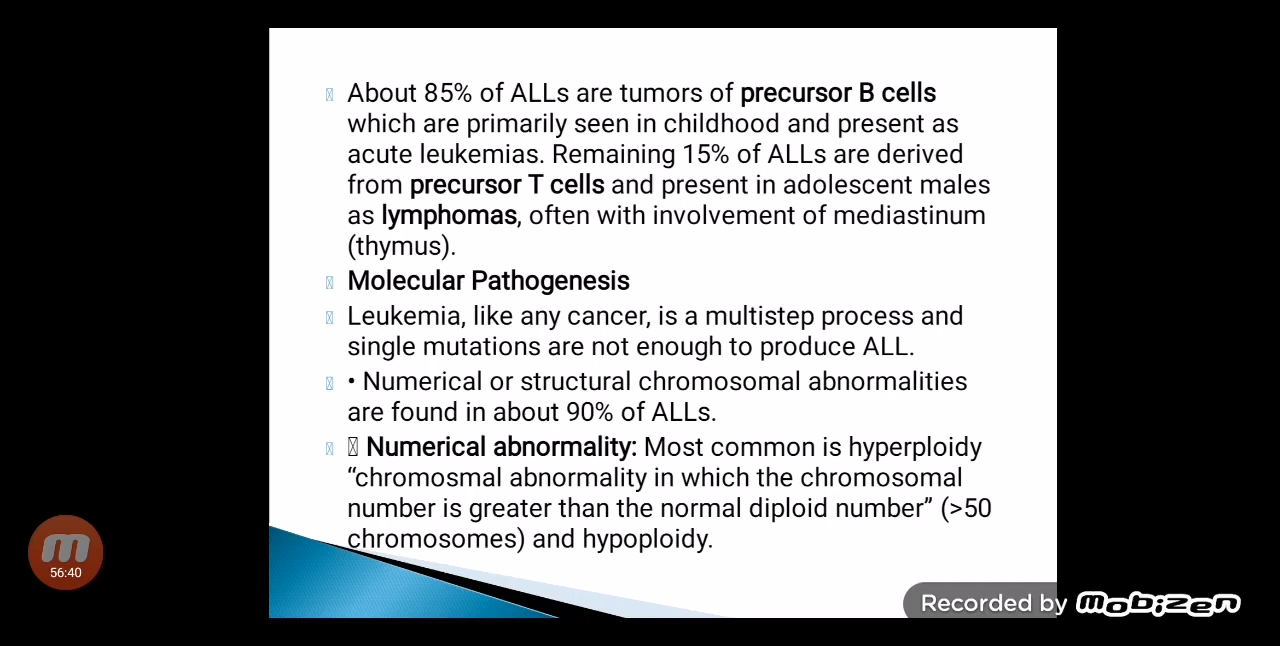 About 85% of ALLs are tumors of precursor B cells
which are primarily seen in childhood and present as
acute leukemias. Remaining 15% of ALLs are derived
from precursor T cells and present in adolescent males
as lymphomas, often with involvement of mediastinum
(thymus).
Molecular Pathogenesis
Leukemia, like any cancer, is a multistep process and
single mutations are not enough to produce ALL.
• Numerical or structural chromosomal abnormalities
are found in about 90% of ALLs.
Numerical abnormality: Most common is hyperploidy
“chromosmal abnormality in which the chromosomal
number is greater than the normal diploid number” (>50
chromosomes) and hypoploidy.
m
56:40
Recorded by mobizen